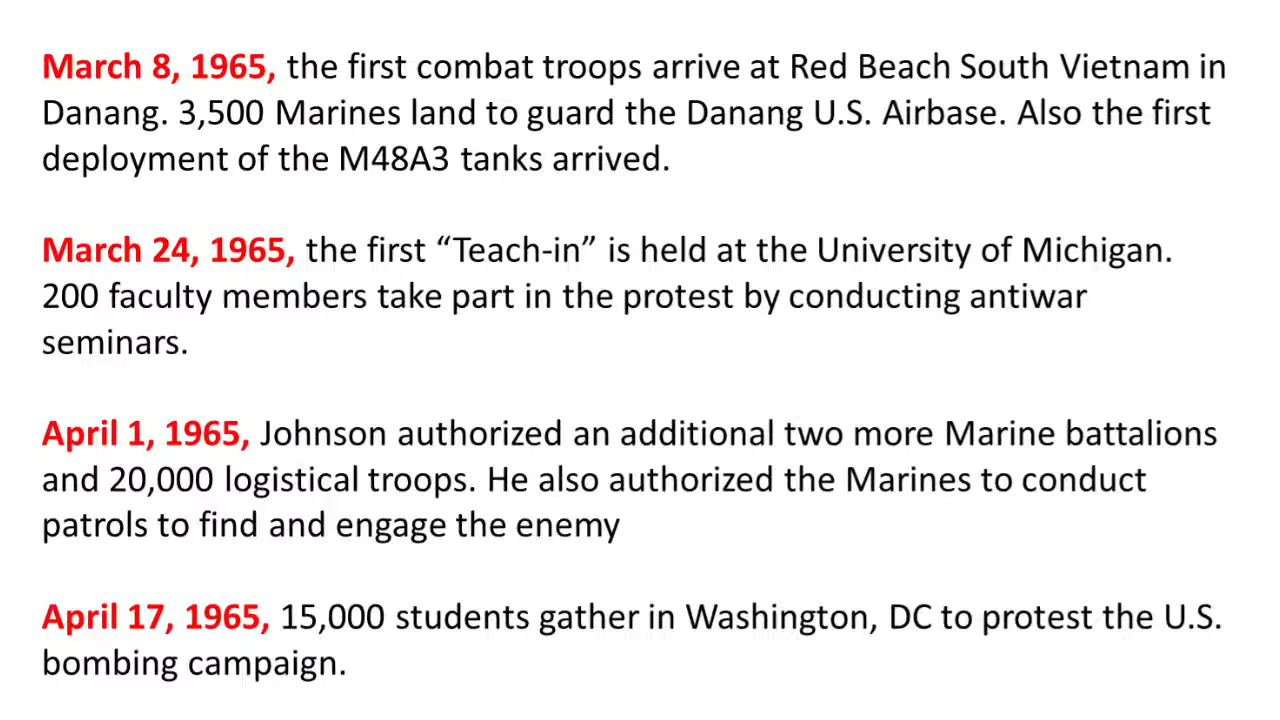 March 8, 1965, the first combat troops arrive at Red Beach South Vietnam in
Danang. 3,500 Marines land to guard the Danang U.S. Airbase. Also the first
deployment of the M48A3 tanks arrived.
March 24, 1965, the first “Teach-in” is held at the University of Michigan.
200 faculty members take part in the protest by conducting antiwar
seminars.
April 1, 1965, Johnson authorized an additional two more Marine battalions
and 20,000 logistical troops. He also authorized the Marines to conduct
patrols to find and engage the enemy
April 17, 1965, 15,000 students gather in Washington, DC to protest the U.S.
bombing campaign.